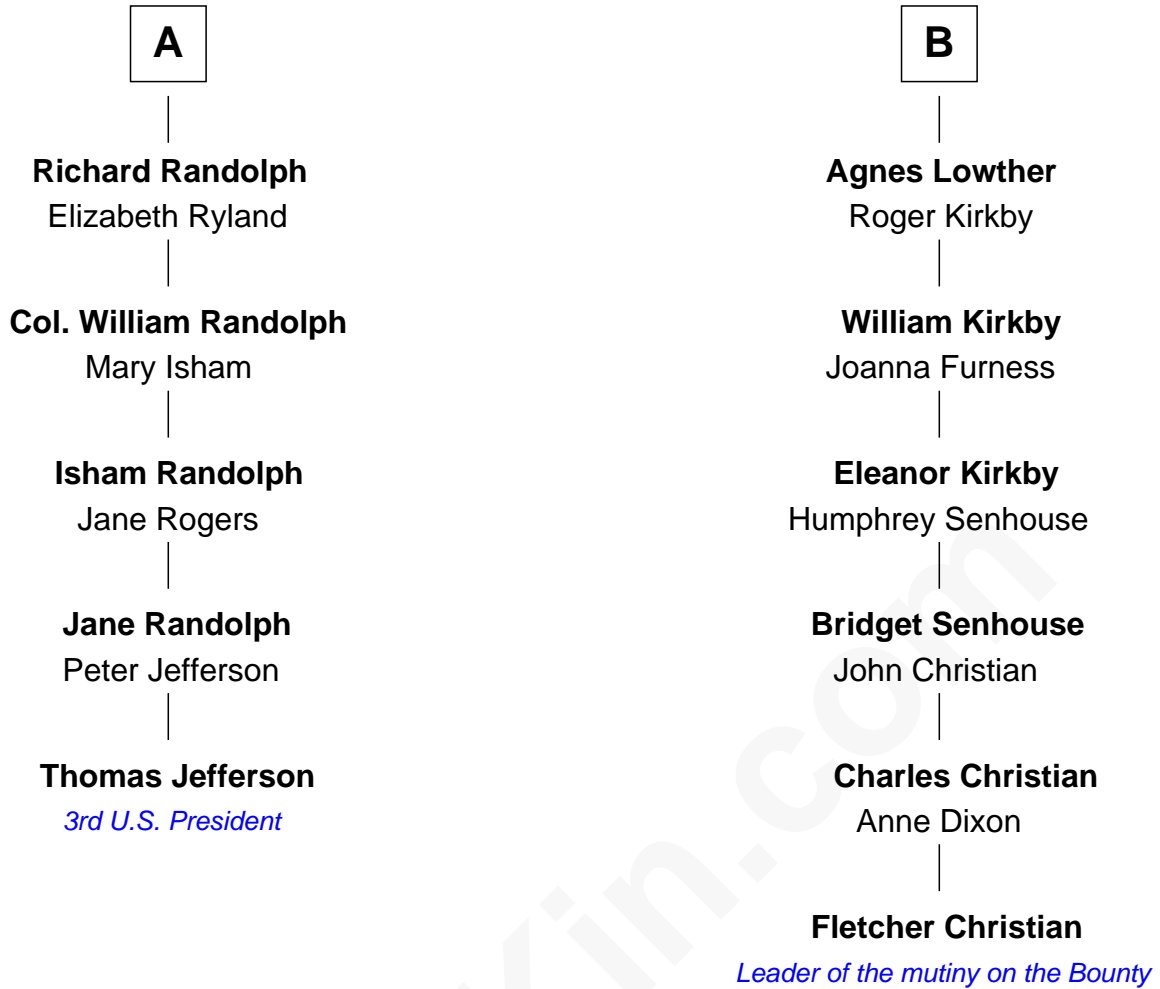 A
Richard Randolph
Elizabeth Ryland
Col. William Randolph
Mary Isham
Isham Randolph
Jane Rogers
Jane Randolph
Peter Jefferson
Thomas Jefferson
3rd U.S. President
B
Agnes Lowther
Roger Kirkby
William Kirkby
Joanna Furness
Eleanor Kirkby
Humphrey Senhouse
Bridget Senhouse
John Christian
Charles Christian
Anne Dixon
Fletcher Christian
Leader of the mutiny on the Bounty
Kin.com